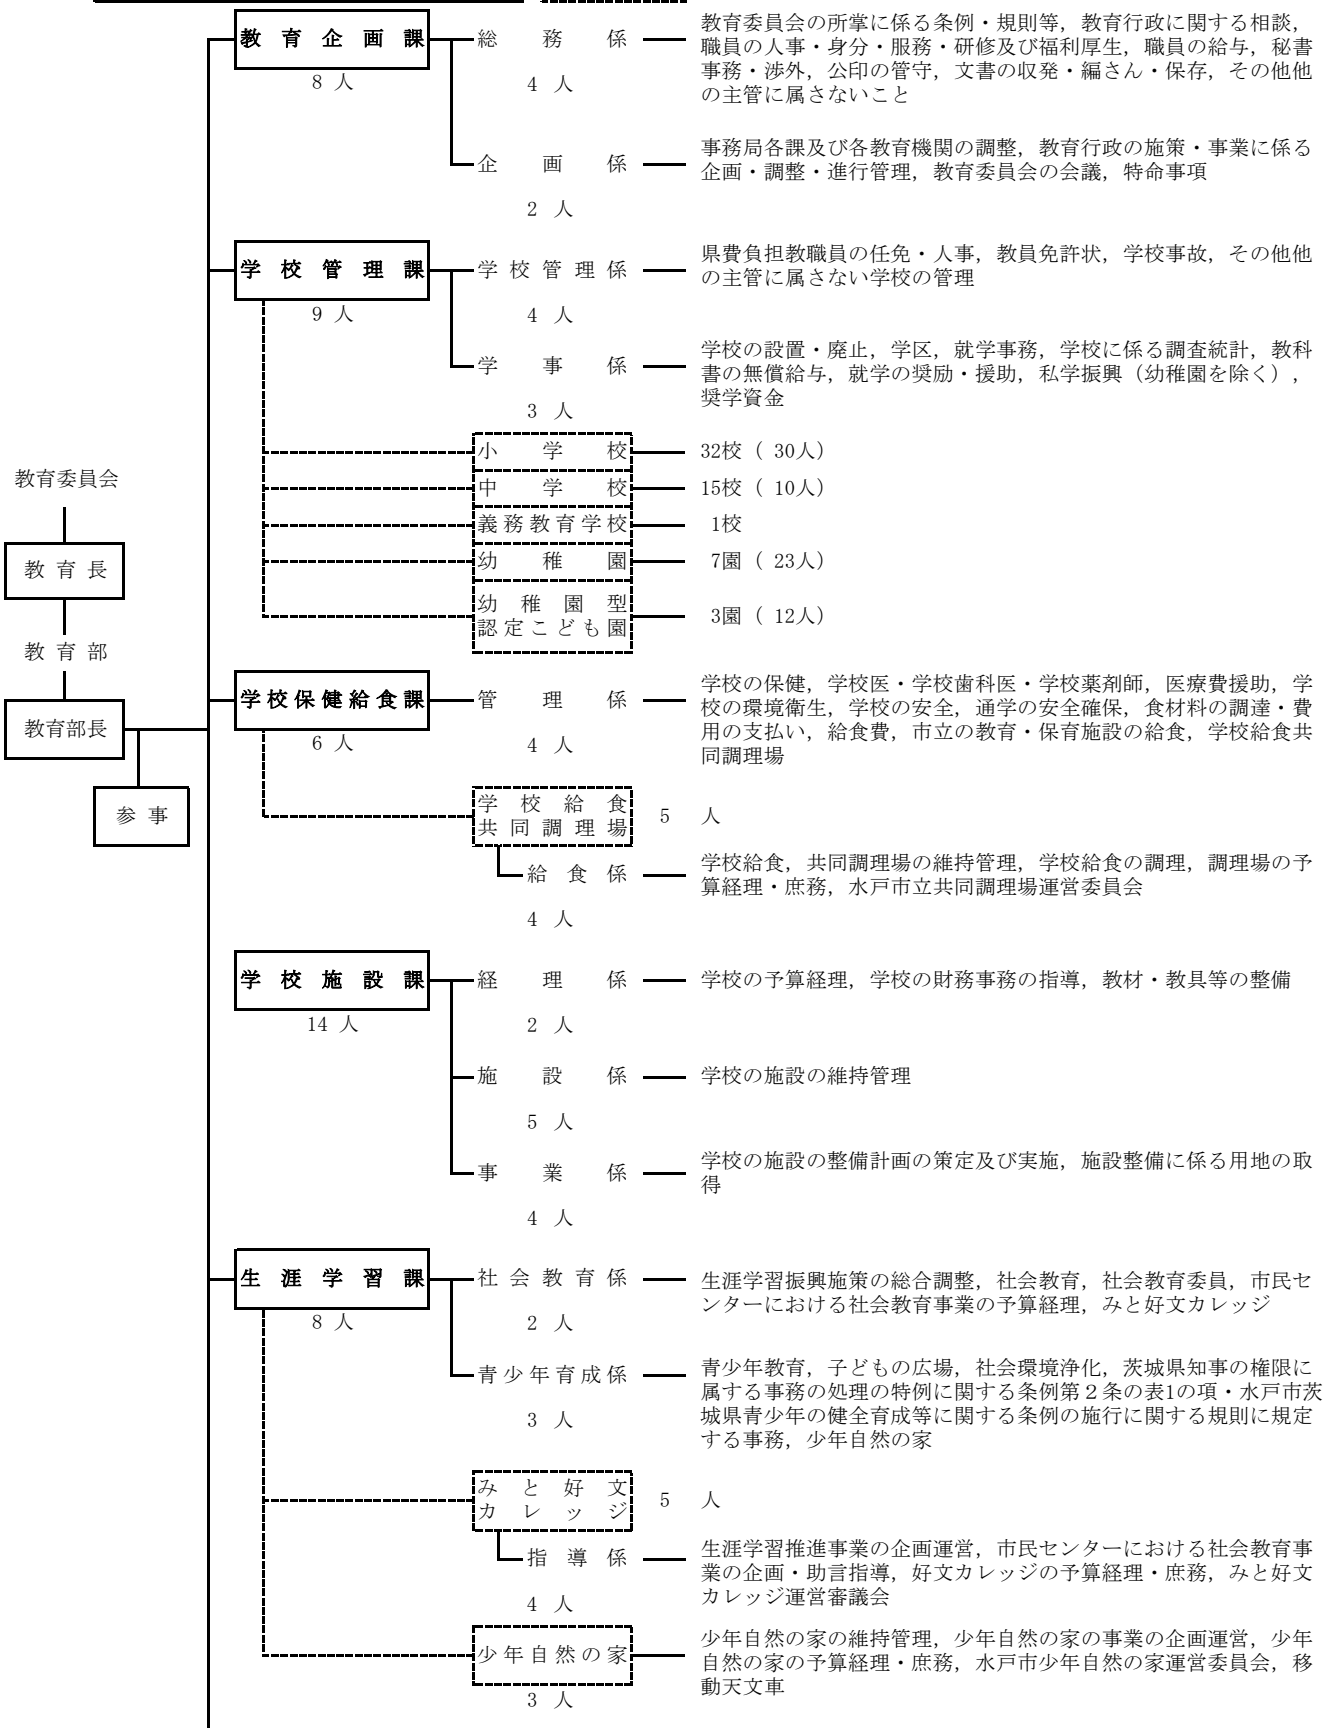 教育企画課
8 人
総務係
4 人
教育委員会の所掌に係る条例・規則等，教育行政に関する相談，
職員の人事・身分・服務・研修及び福利厚生，職員の給与，秘書
事務・渉外，公印の管守，文書の収発・編さん・保存，その他他
の主管に属さないこと
企画係
2 人
事務局各課及び各教育機関の調整，教育行政の施策・事業に係る
企画・調整・進行管理，教育委員会の会議，特命事項
学校管理課
9 人
学校管理係
4 人
県費負担教職員の任免・人事，教員免許状，学校事故，その他他
の主管に属さない学校の管理
学事係
3 人
学校の設置・廃止，学区，就学事務，学校に係る調査統計，教科
書の無償給与，就学の奨励・援助，私学振興（幼稚園を除く），
奨学資金
小学校
32校（ 30人）
中学校
15校（ 10人）
義務教育学校
1校
幼稚園
7園（ 23人）
幼稚園型
認定こども園
3園（ 12人）
教育委員会
教育長
教育部
教育部長
参事
学校保健給食課
6 人
管理係
4 人
学校の保健，学校医・学校歯科医・学校薬剤師，医療費援助，学
校の環境衛生，学校の安全，通学の安全確保，食材料の調達・費
用の支払い，給食費，市立の教育・保育施設の給食，学校給食共
同調理場
学校給食
共同調理場
5 人
給食係
4 人
学校給食，共同調理場の維持管理，学校給食の調理，調理場の予
算経理・庶務，水戸市立共同調理場運営委員会
学校施設課
14 人
経理係
2 人
学校の予算経理，学校の財務事務の指導，教材・教具等の整備
施設係
5 人
学校の施設の維持管理
事業係
4 人
学校の施設の整備計画の策定及び実施，施設整備に係る用地の取
得
生涯学習課
8 人
社会教育係
2 人
生涯学習振興施策の総合調整，社会教育，社会教育委員，市民セ
ンターにおける社会教育事業の予算経理，みと好文カレッジ
青少年育成係
3 人
青少年教育，子どもの広場，社会環境浄化，茨城県知事の権限に
属する事務の処理の特例に関する条例第２条の表1の項・水戸市茨
城県青少年の健全育成等に関する条例の施行に関する規則に規定
する事務，少年自然の家
みと好文
カレッジ
5 人
指導係
4 人
生涯学習推進事業の企画運営，市民センターにおける社会教育事
業の企画・助言指導，好文カレッジの予算経理・庶務，みと好文
カレッジ運営審議会
少年自然の家
3 人
少年自然の家の維持管理，少年自然の家の事業の企画運営，少年
自然の家の予算経理・庶務，水戸市少年自然の家運営委員会，移
動天文車